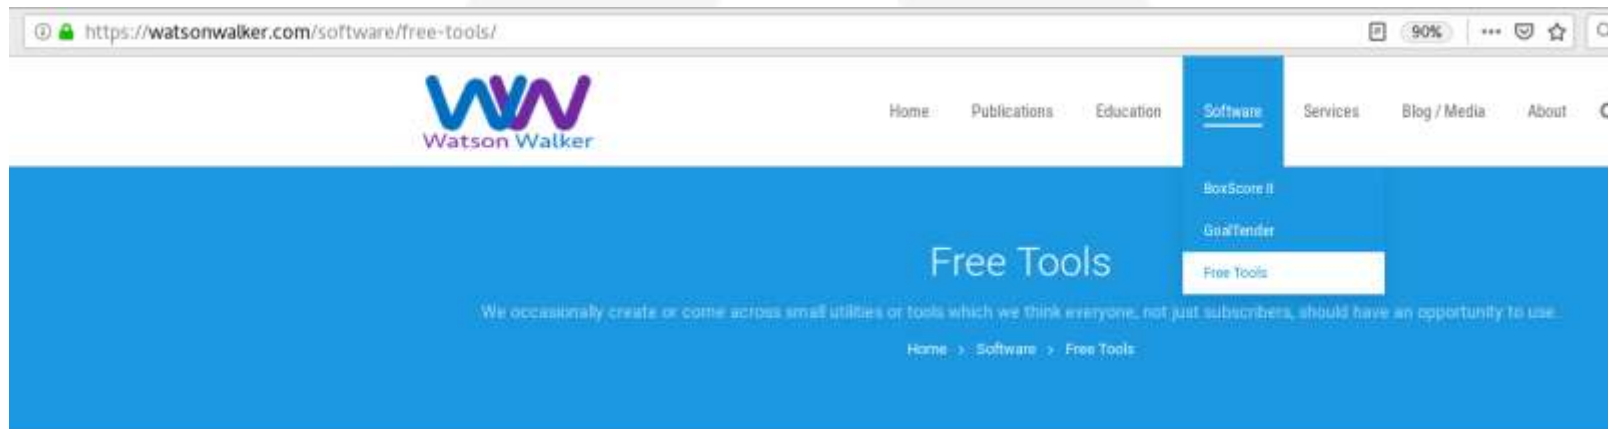 https://watsonwalker.com/software/free-tools/ 90%
Watson Walker
Home Publications Education Software Services Blog / Media About
BoxScore II
GoalTender
Free Tools
Free Tools
We occasionally create or come across small utilities or tools which we think everyone, not just subscribers, should have an opportunity to use.
Home > Software > Free Tools